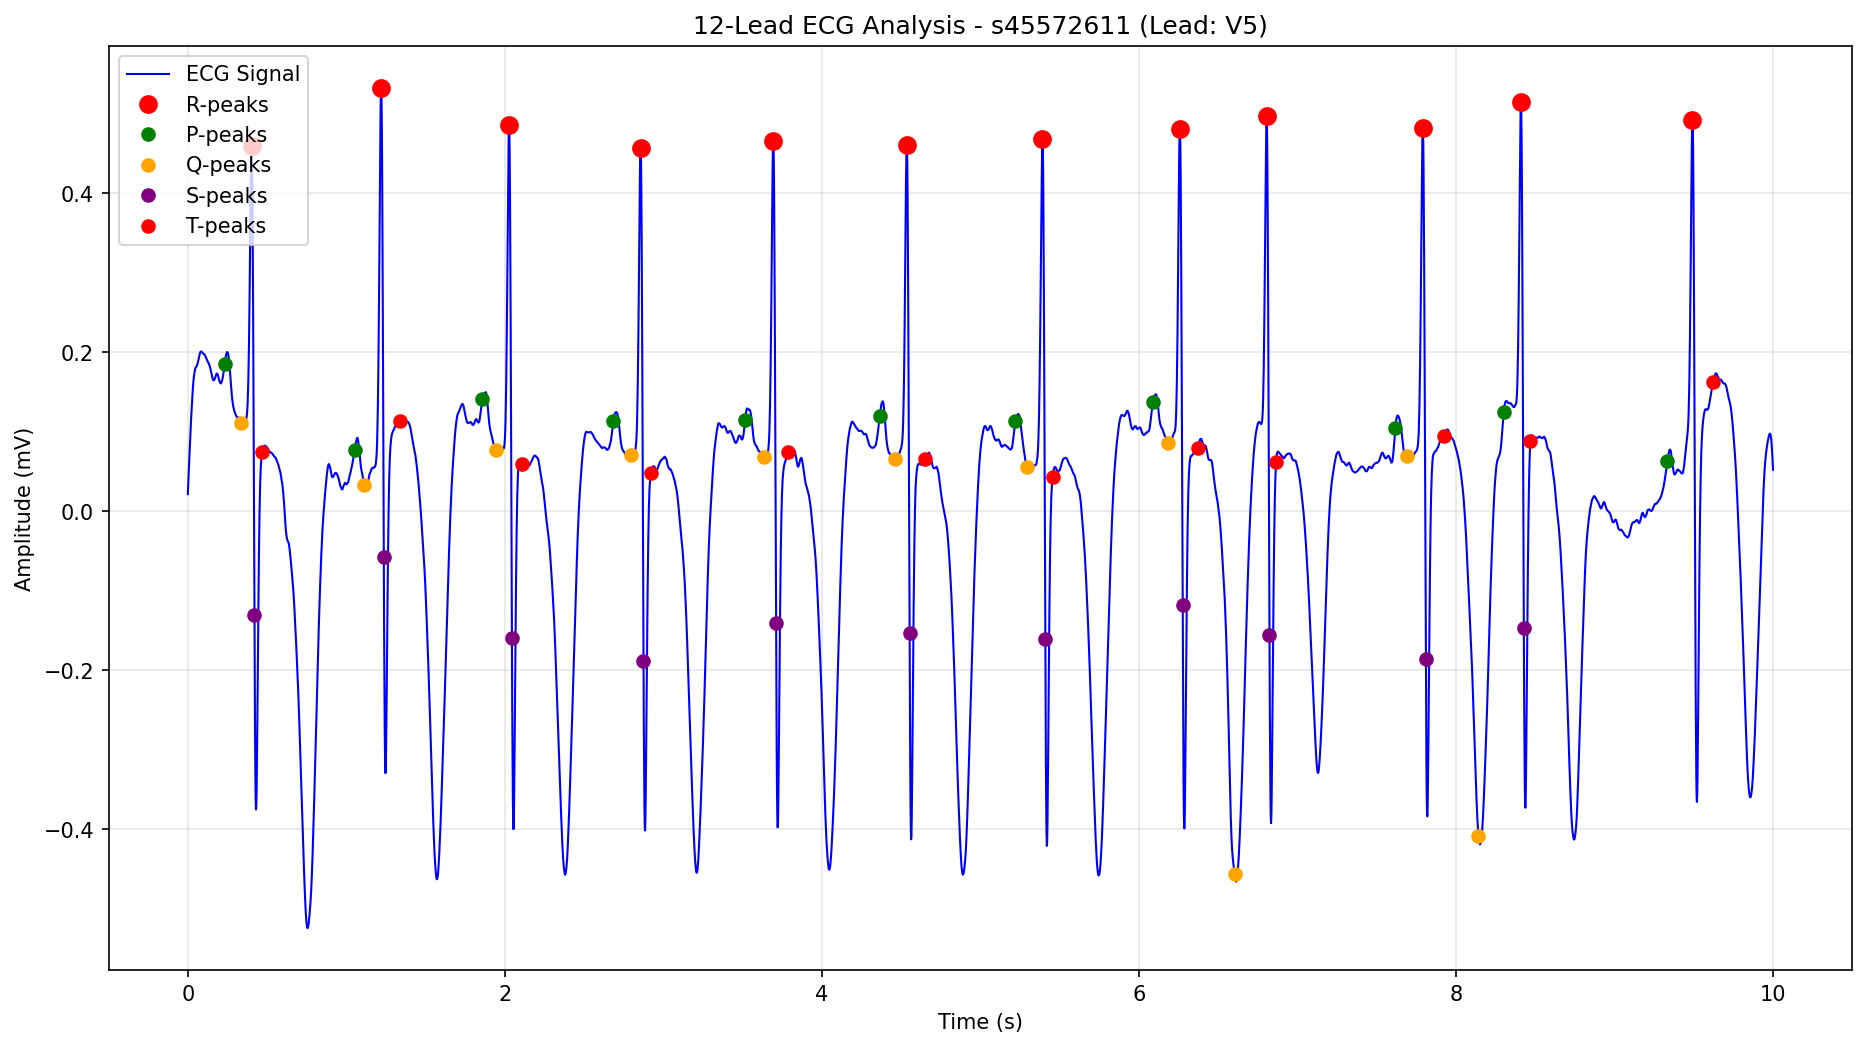 12-Lead ECG Analysis - s45572611 (Lead: V5)
ECG Signal
R-peaks
P-peaks
Q-peaks
S-peaks
T-peaks
Amplitude (mV)
0.4
0.2
0.0
−0.2
−0.4
0 2 4 6 8 10
Time (s)